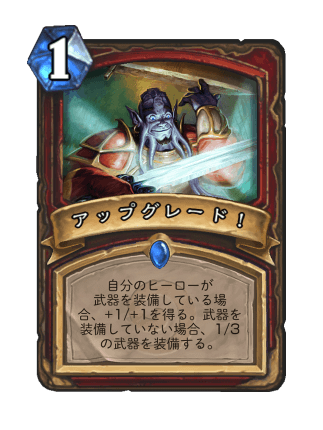 1
アップグレード！
自分のヒーローが
武器を装備している場
合、+1/+1を得る。武器を
装備していない場合、1/3
の武器を装備する。